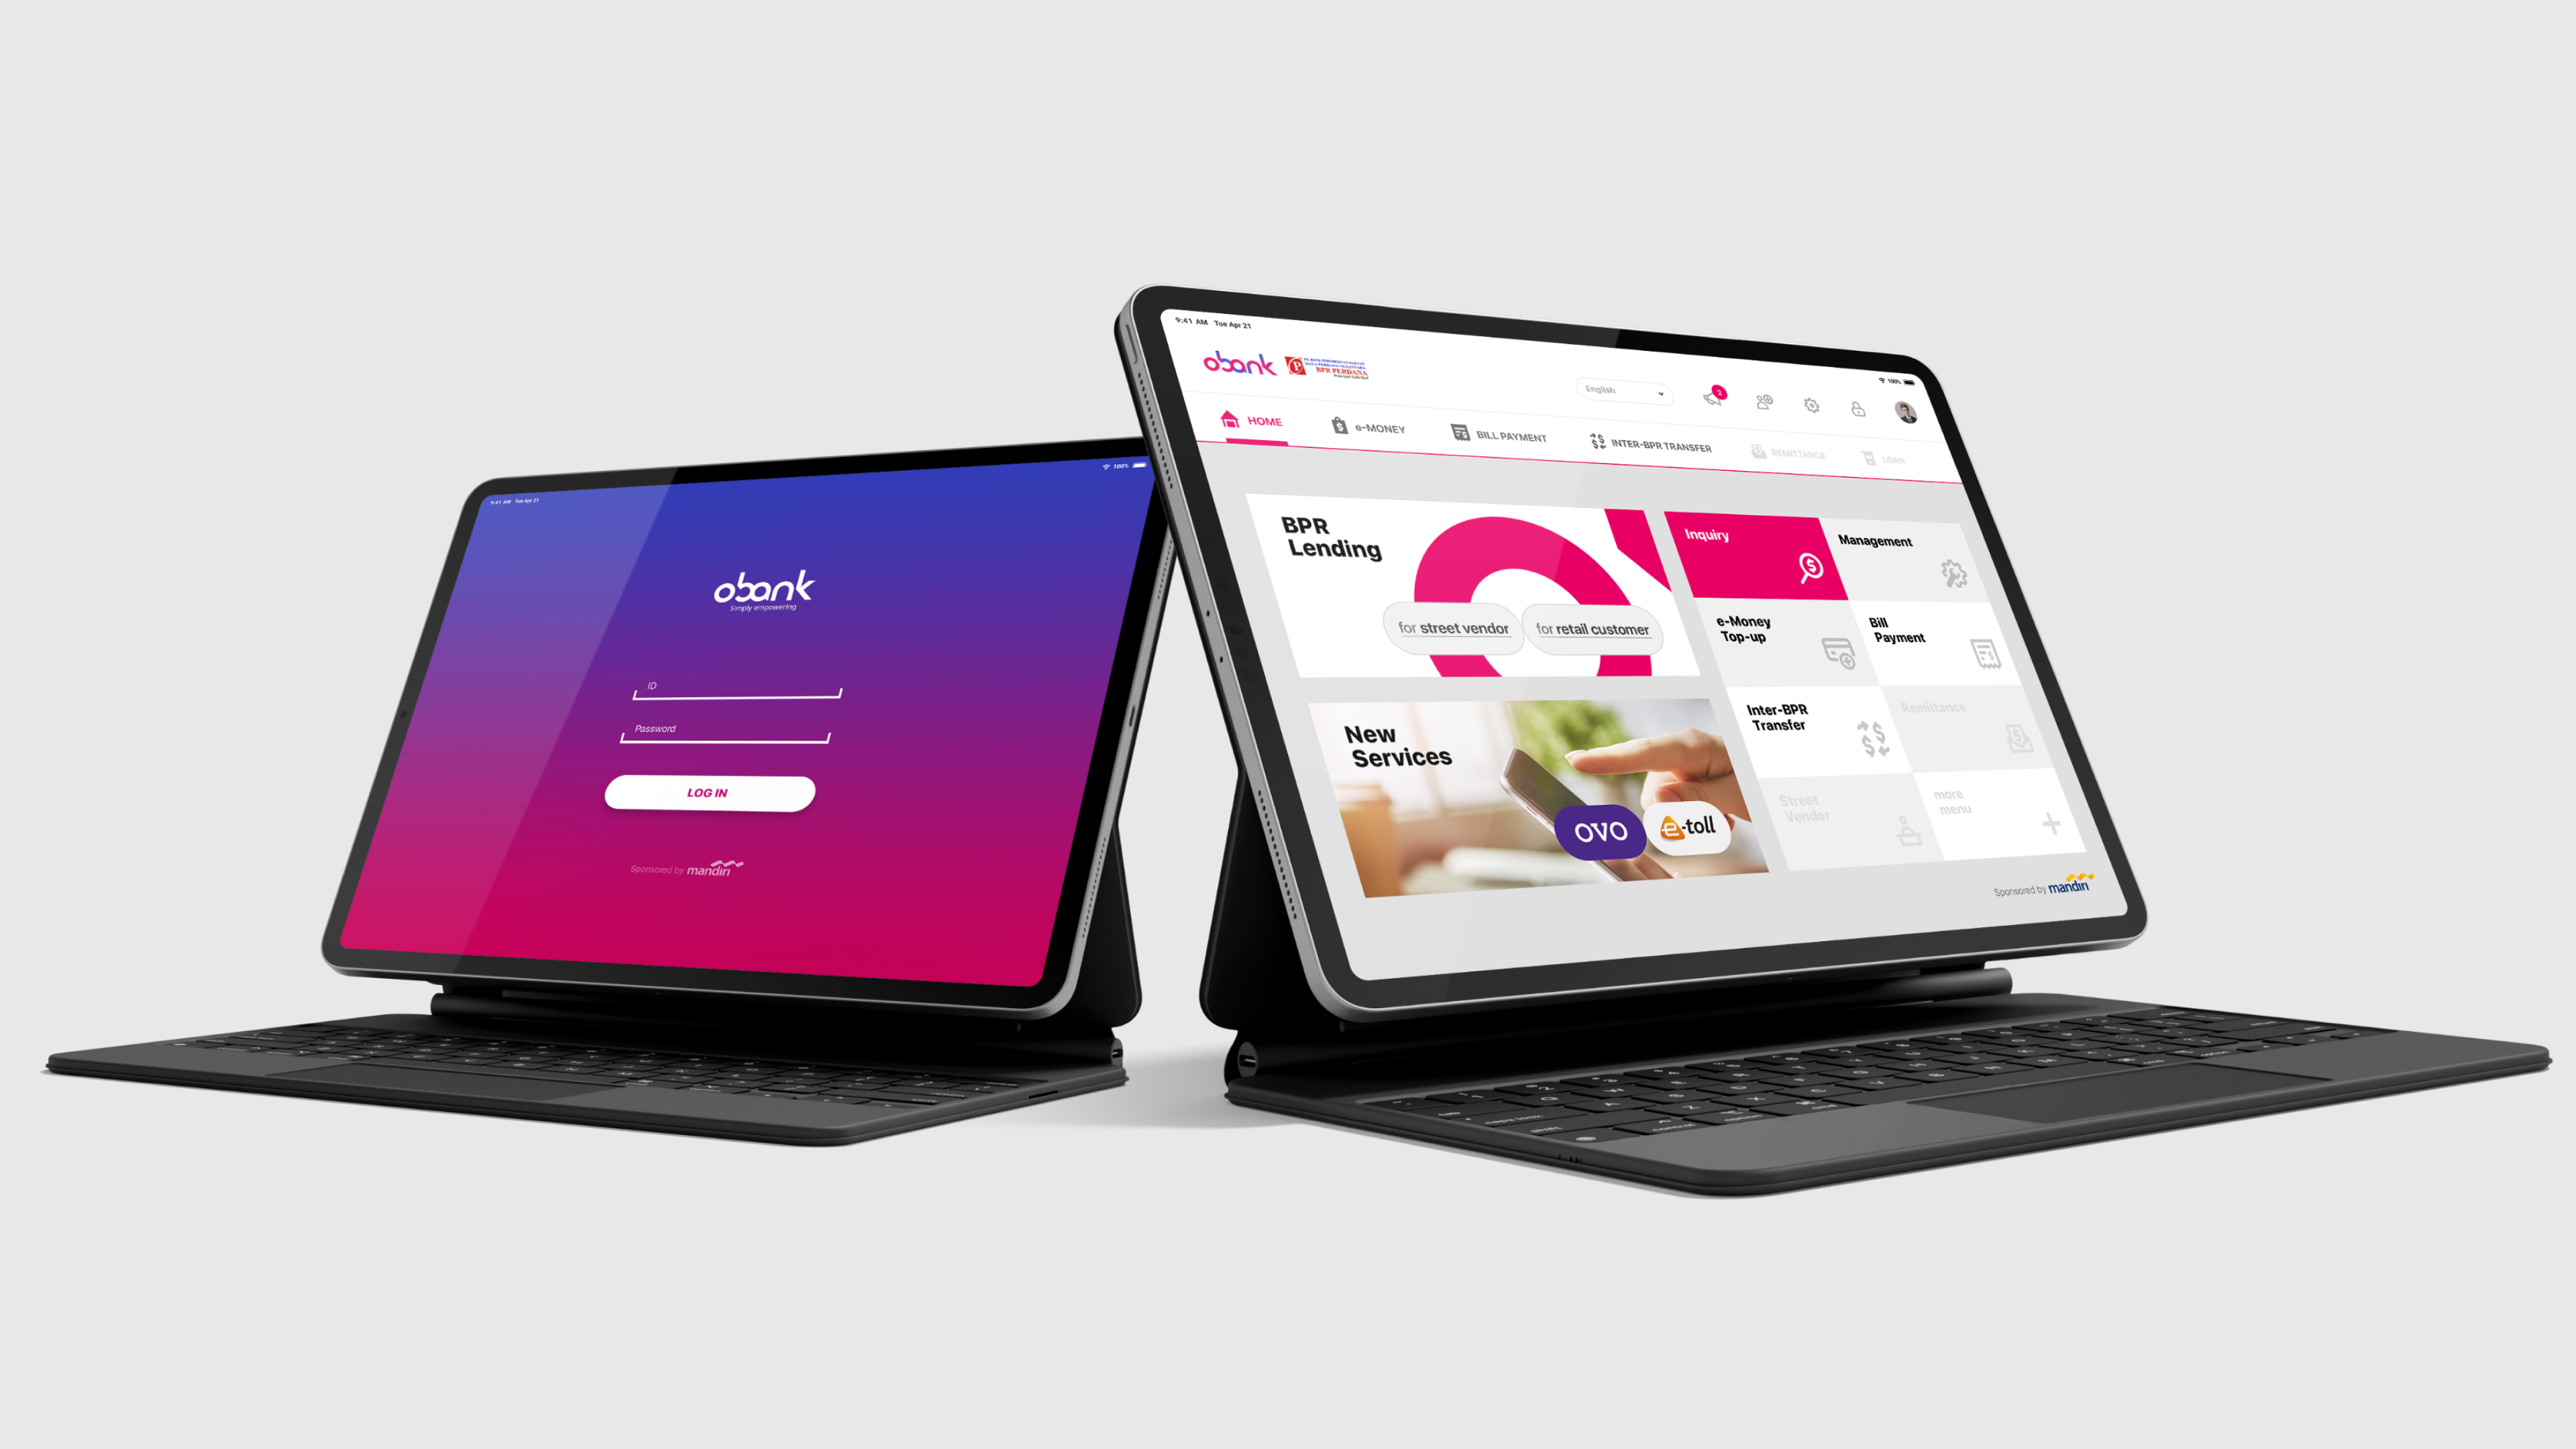 9:41 AM Tue Apr 21
100%
obank
Simply empowering
ID
Password
LOG IN
Sponsored by mandiri
9:41 AM Tue Apr 21
100%
obank
P
BPR PERDANA
English
2
HOME
e-MONEY
BILL PAYMENT
INTER-BPR TRANSFER
REMITTANCE
LOAN
BPR
Lending
for street vendor
for retail customer
New
Services
OVO
e-toll
Inquiry
Management
e-Money
Top-up
Bill
Payment
Inter-BPR
Transfer
Remittance
Street
Vendor
more
menu
Sponsored by mandiri